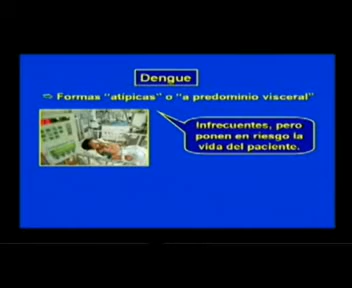 Dengue
⇨ Formas "atípicas" o "a predominio visceral"
Infrecuentes, pero
ponen en riesgo la
vida del paciente.